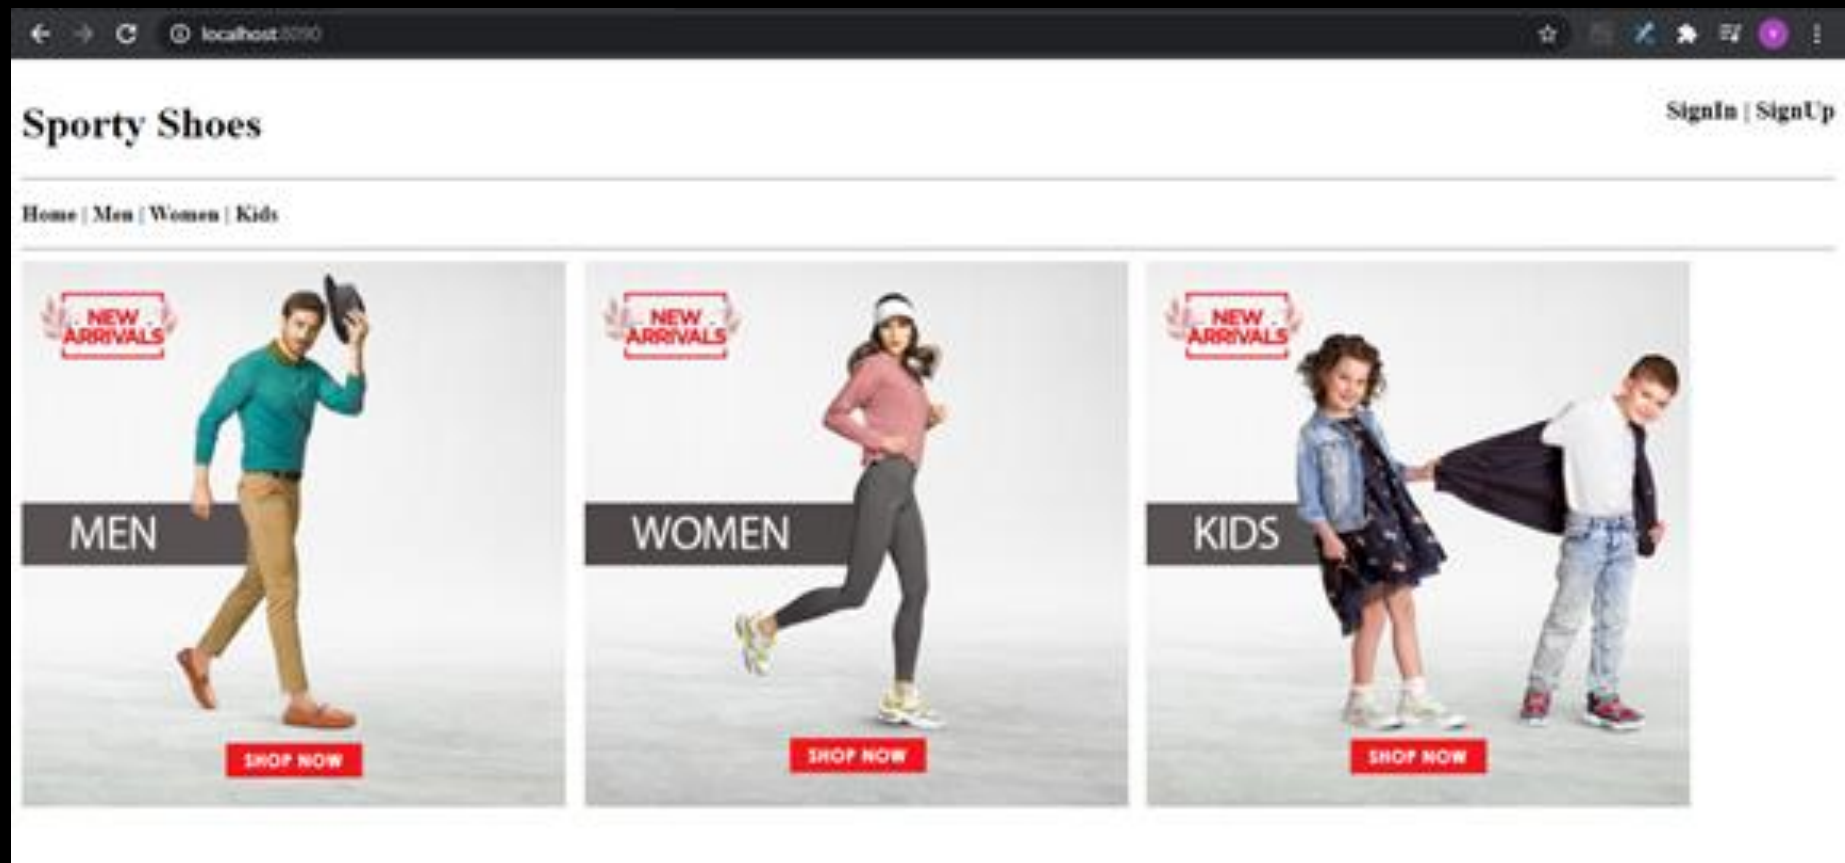 localhost:8090
Sporty Shoes
SignIn | SignUp
Home | Men | Women | Kids
NEW
ARRIVALS
MEN
SHOP NOW
NEW
ARRIVALS
WOMEN
SHOP NOW
NEW
ARRIVALS
KIDS
SHOP NOW